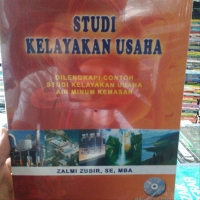 STUDI
KELAYAKAN USAHA
DILENGKAPI CONTOH
STUDI KELAYAKAN USAHA
AIR MINUM KEMASAN
ZALMI ZUBIR, SE, MBA